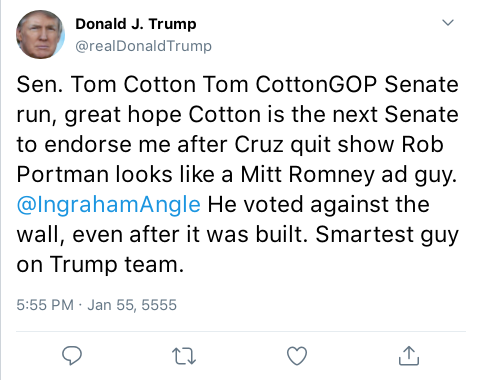 Donald J. Trump
@realDonaldTrump
Sen. Tom Cotton Tom CottonGOP Senate
run, great hope Cotton is the next Senate
to endorse me after Cruz quit show Rob
Portman looks like a Mitt Romney ad guy.
@IngrahamAngle He voted against the
wall, even after it was built. Smartest guy
on Trump team.
5:55 PM · Jan 55, 5555